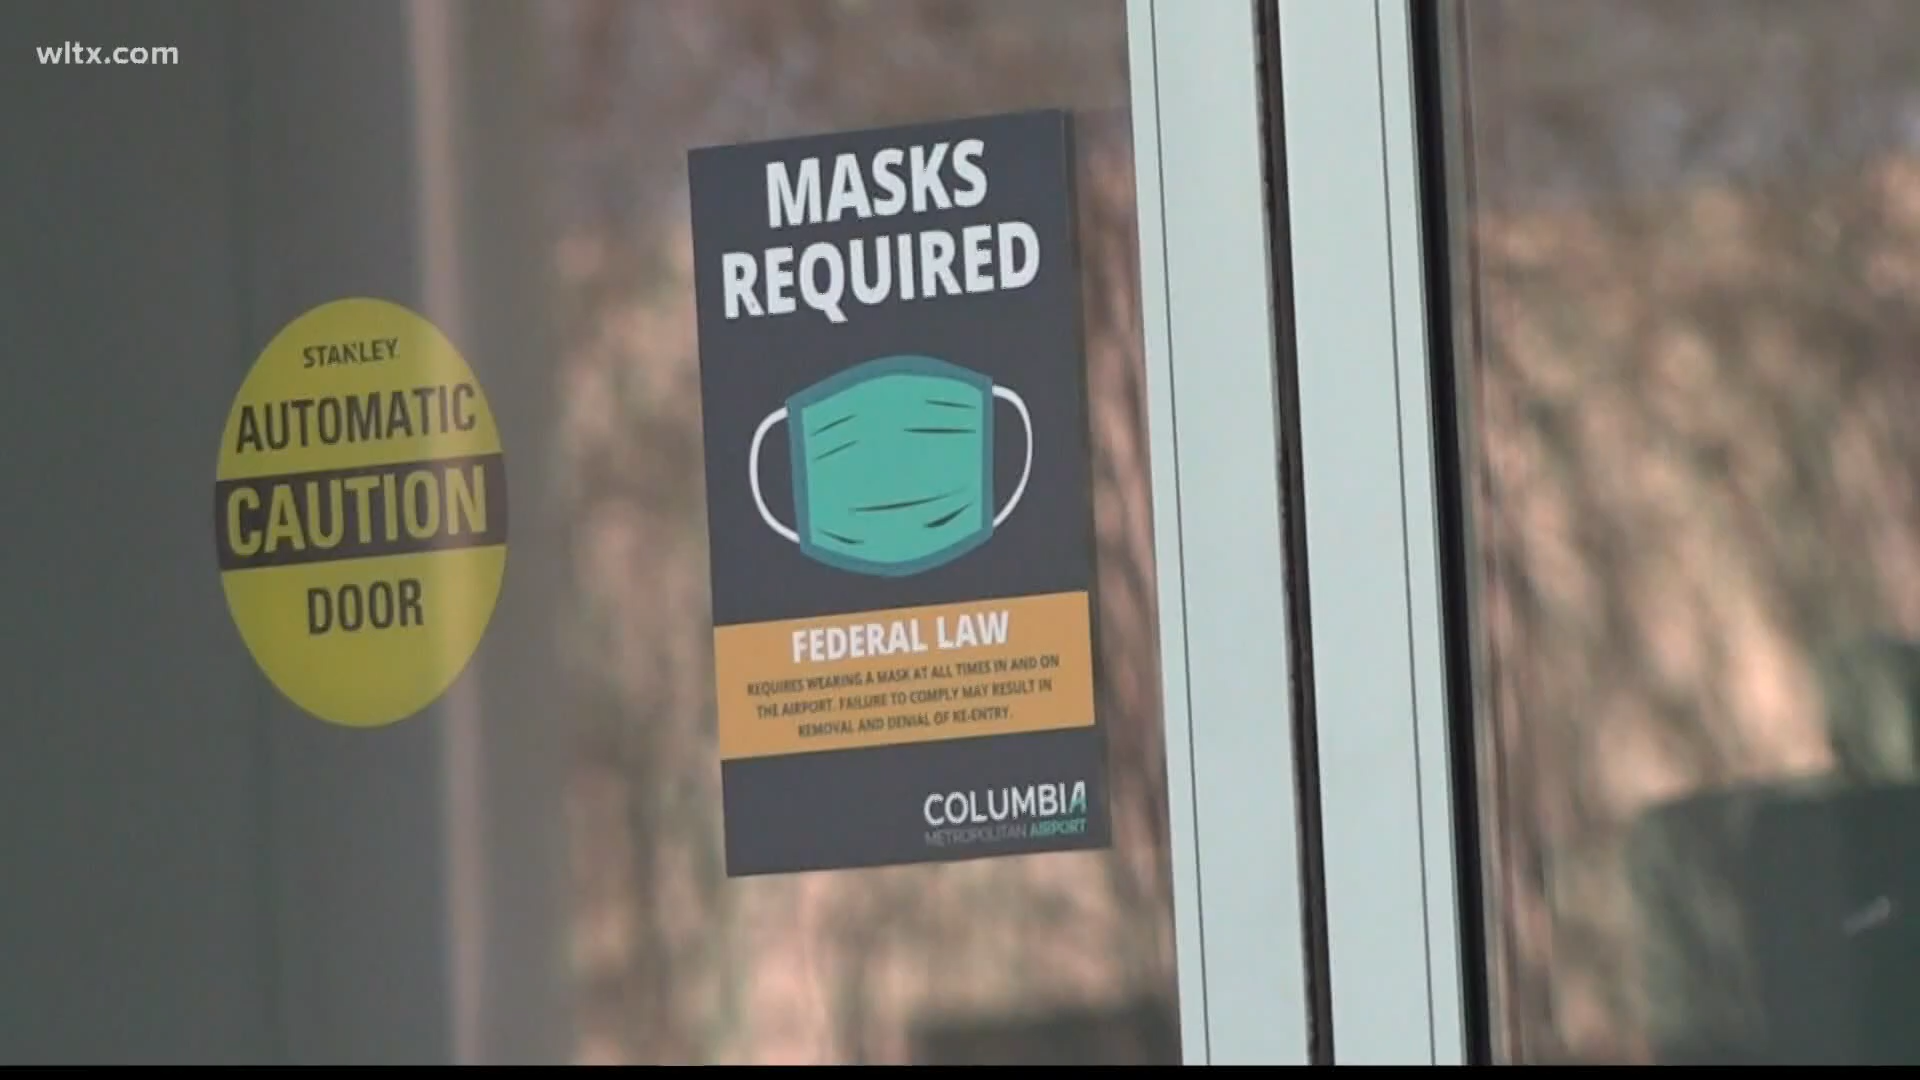 wltx.com
STANLEY
AUTOMATIC
CAUTION
DOOR
MASKS
REQUIRED
FEDERAL LAW
REQUIRES WEARING A MASK AT ALL TIMES IN AND ON
THE AIRPORT. FAILURE TO COMPLY MAY RESULT IN
REMOVAL AND DENIAL OF RE-ENTRY.
COLUMBIA
METROPOLITAN AIRPORT